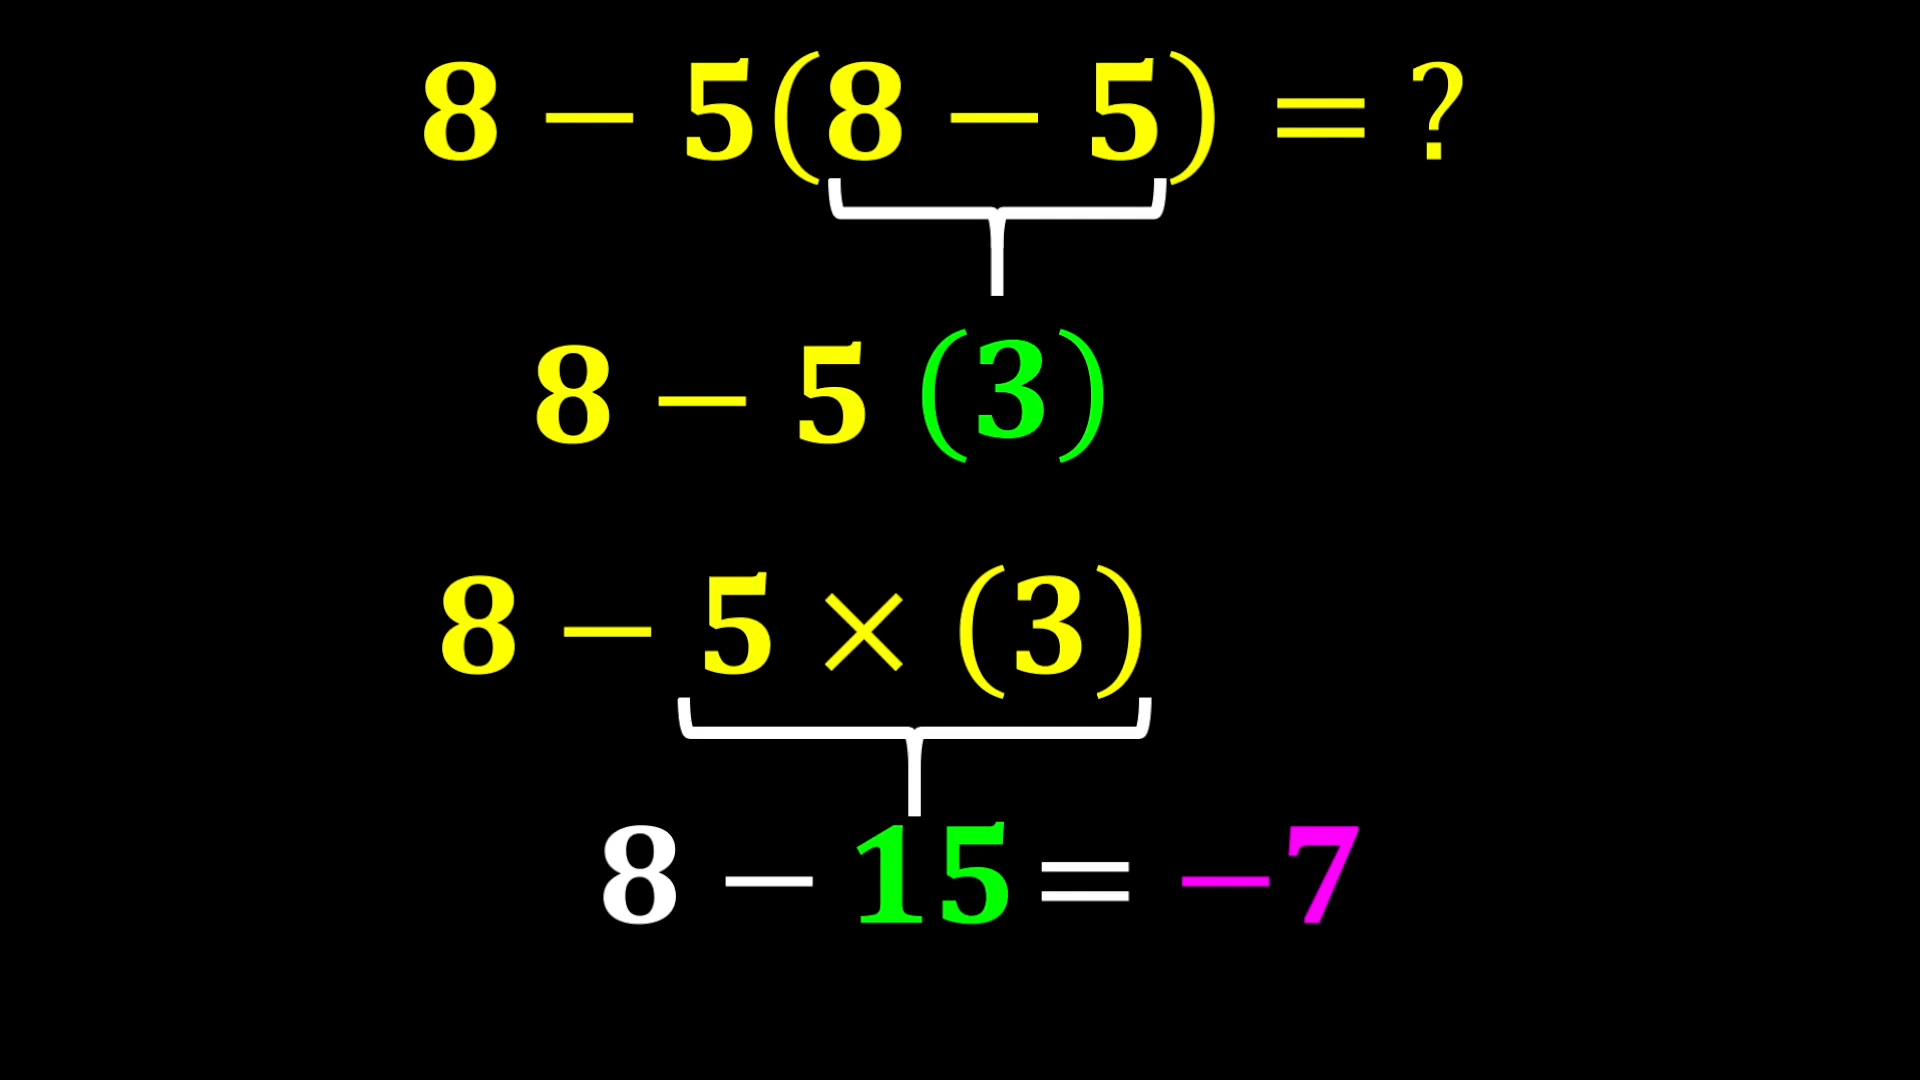 8 − 5(8 − 5) = ?
8 − 5 (3)
8 − 5 × (3)
8 − 15 = −7